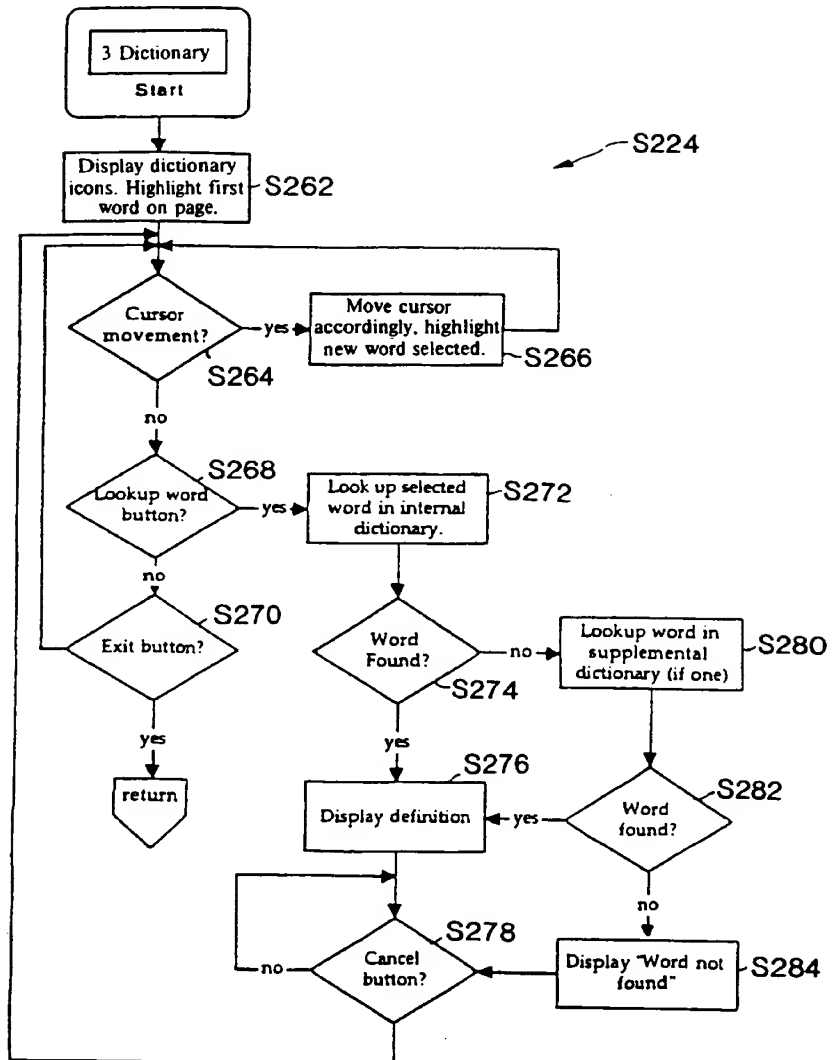 3 Dictionary
Start
S224
Display dictionary
icons. Highlight first
word on page.
S262
Cursor
movement?
S264
yes
Move cursor
accordingly, highlight
new word selected.
S266
no
Lookup word
button?
S268
yes
Look up selected
word in internal
dictionary.
S272
no
Exit button?
S270
yes
return
Word
Found?
S274
no
Lookup word in
supplemental
dictionary (if one)
S280
yes
Display definition
S276
Word
found?
S282
yes
no
Display "Word not
found"
S284
Cancel
button?
S278
no